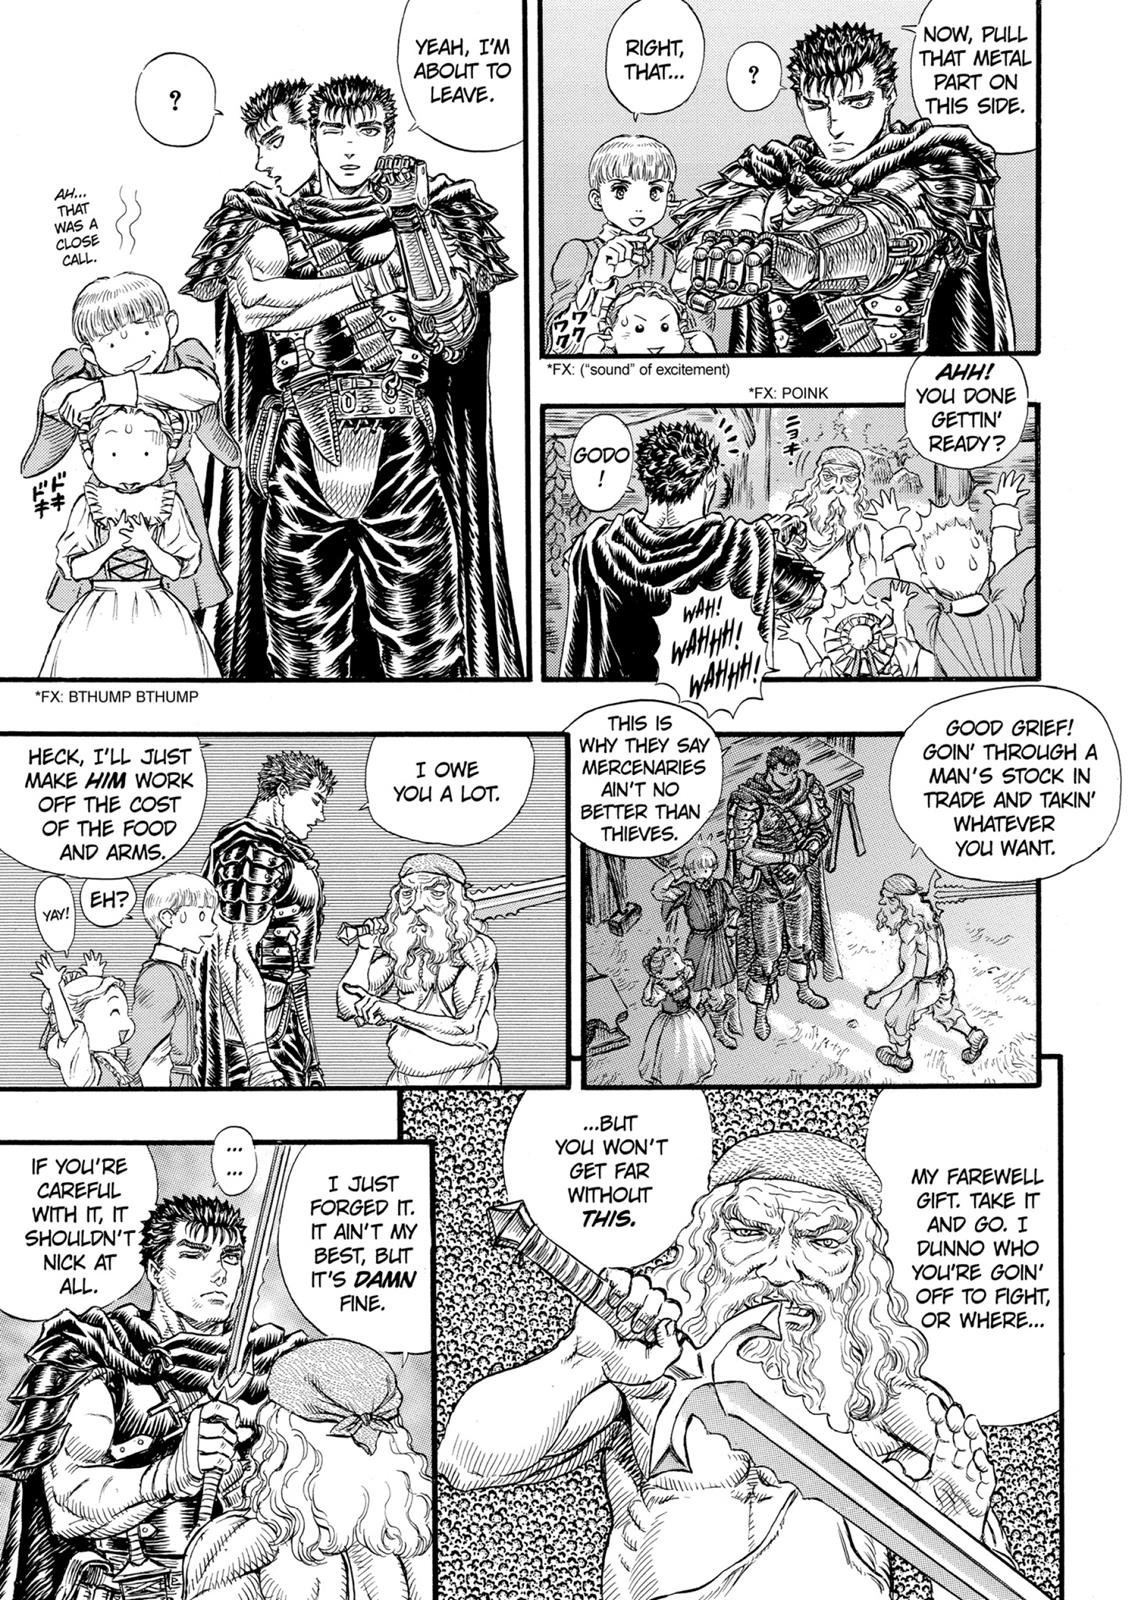 NOW, PULL
THAT METAL
PART ON
THIS SIDE.
?
RIGHT,
THAT...
ワクワク
*FX: ("sound" of excitement)
*FX: POINK
AHH!
YOU DONE
GETTIN'
READY?
ニョキ
GODO
!
WAH!
WAHHH!
WAHHH!
YEAH, I'M
ABOUT TO
LEAVE.
?
AH...
THAT
WAS A
CLOSE
CALL.
ドキドキ
*FX: BTHUMP BTHUMP
GOOD GRIEF!
GOIN' THROUGH A
MAN'S STOCK IN
TRADE AND TAKIN'
WHATEVER
YOU WANT.
THIS IS
WHY THEY SAY
MERCENARIES
AIN'T NO
BETTER THAN
THIEVES.
I OWE
YOU A LOT.
HECK, I'LL JUST
MAKE HIM WORK
OFF THE COST
OF THE FOOD
AND ARMS.
EH?
YAY!
MY FAREWELL
GIFT. TAKE IT
AND GO. I
DUNNO WHO
YOU'RE GOIN'
OFF TO FIGHT,
OR WHERE...
...BUT
YOU WON'T
GET FAR
WITHOUT
THIS.
I JUST
FORGED IT.
IT AIN'T MY
BEST, BUT
IT'S DAMN
FINE.
...
...
IF YOU'RE
CAREFUL
WITH IT, IT
SHOULDN'T
NICK AT
ALL.